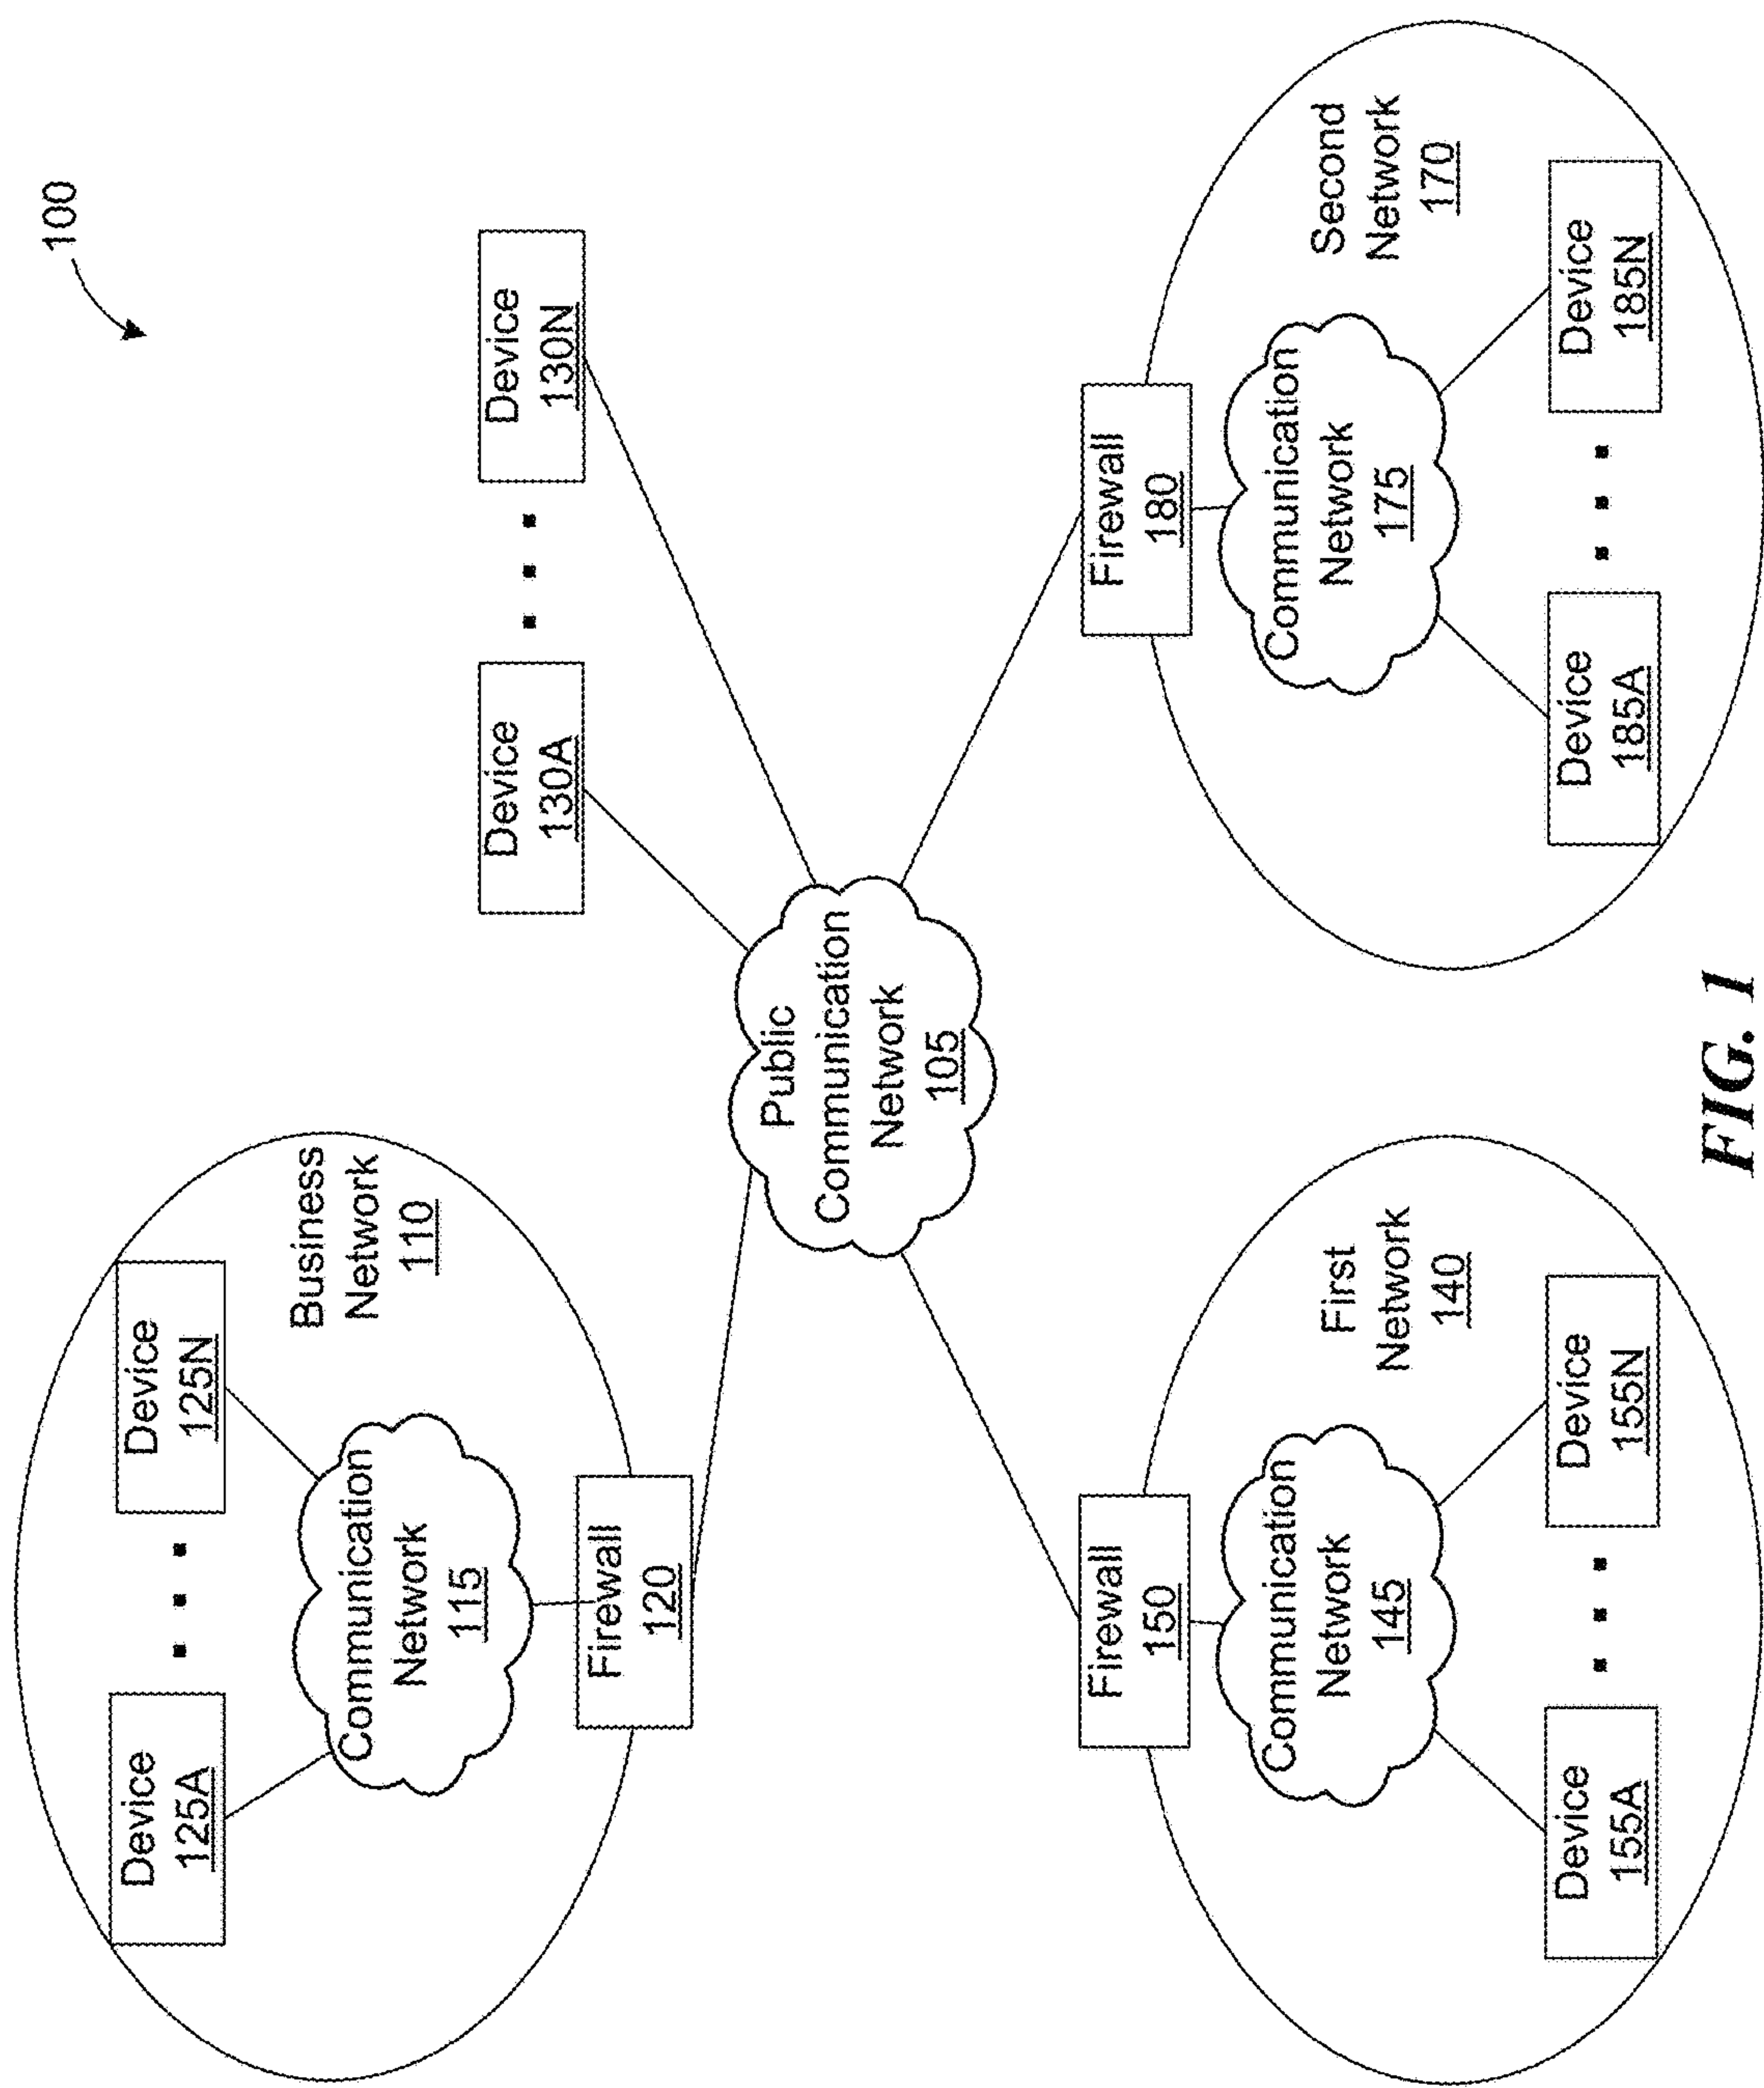 100
Device
125A
Device
125N
Business
Network
110
Communication
Network
115
Firewall
120
Device
130A
Device
130N
Public
Communication
Network
105
Firewall
150
Communication
Network
145
First
Network
140
Device
155A
Device
155N
Firewall
180
Communication
Network
175
Second
Network
170
Device
185A
Device
185N
FIG. 1